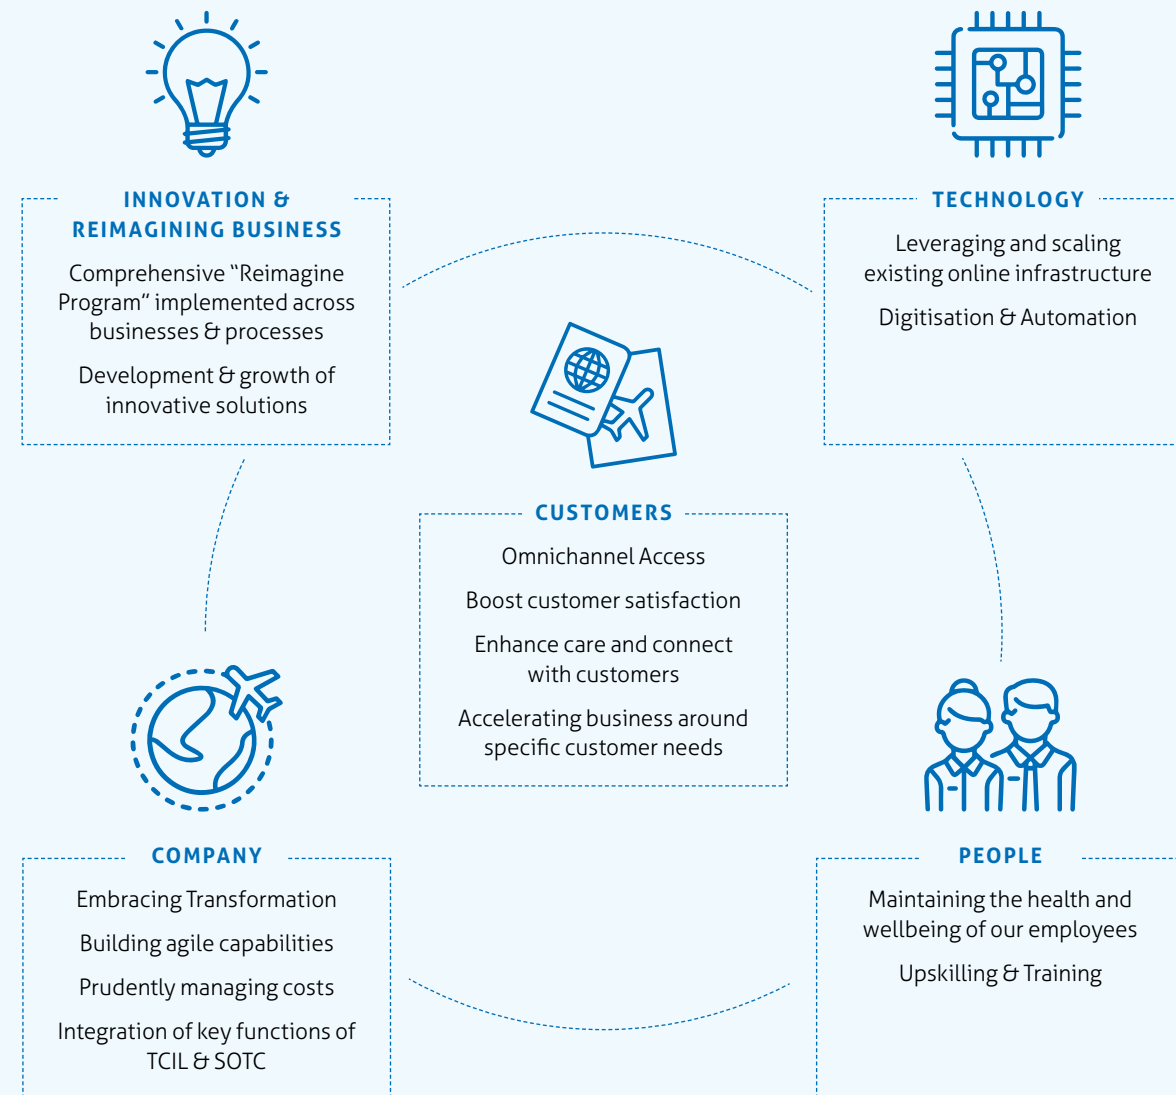 INNOVATION &
REIMAGINING BUSINESS
Comprehensive “Reimagine
Program“ implemented across
businesses & processes
Development & growth of
innovative solutions
TECHNOLOGY
Leveraging and scaling
existing online infrastructure
Digitisation & Automation
CUSTOMERS
Omnichannel Access
Boost customer satisfaction
Enhance care and connect
with customers
Accelerating business around
specific customer needs
COMPANY
Embracing Transformation
Building agile capabilities
Prudently managing costs
Integration of key functions of
TCIL & SOTC
PEOPLE
Maintaining the health and
wellbeing of our employees
Upskilling & Training